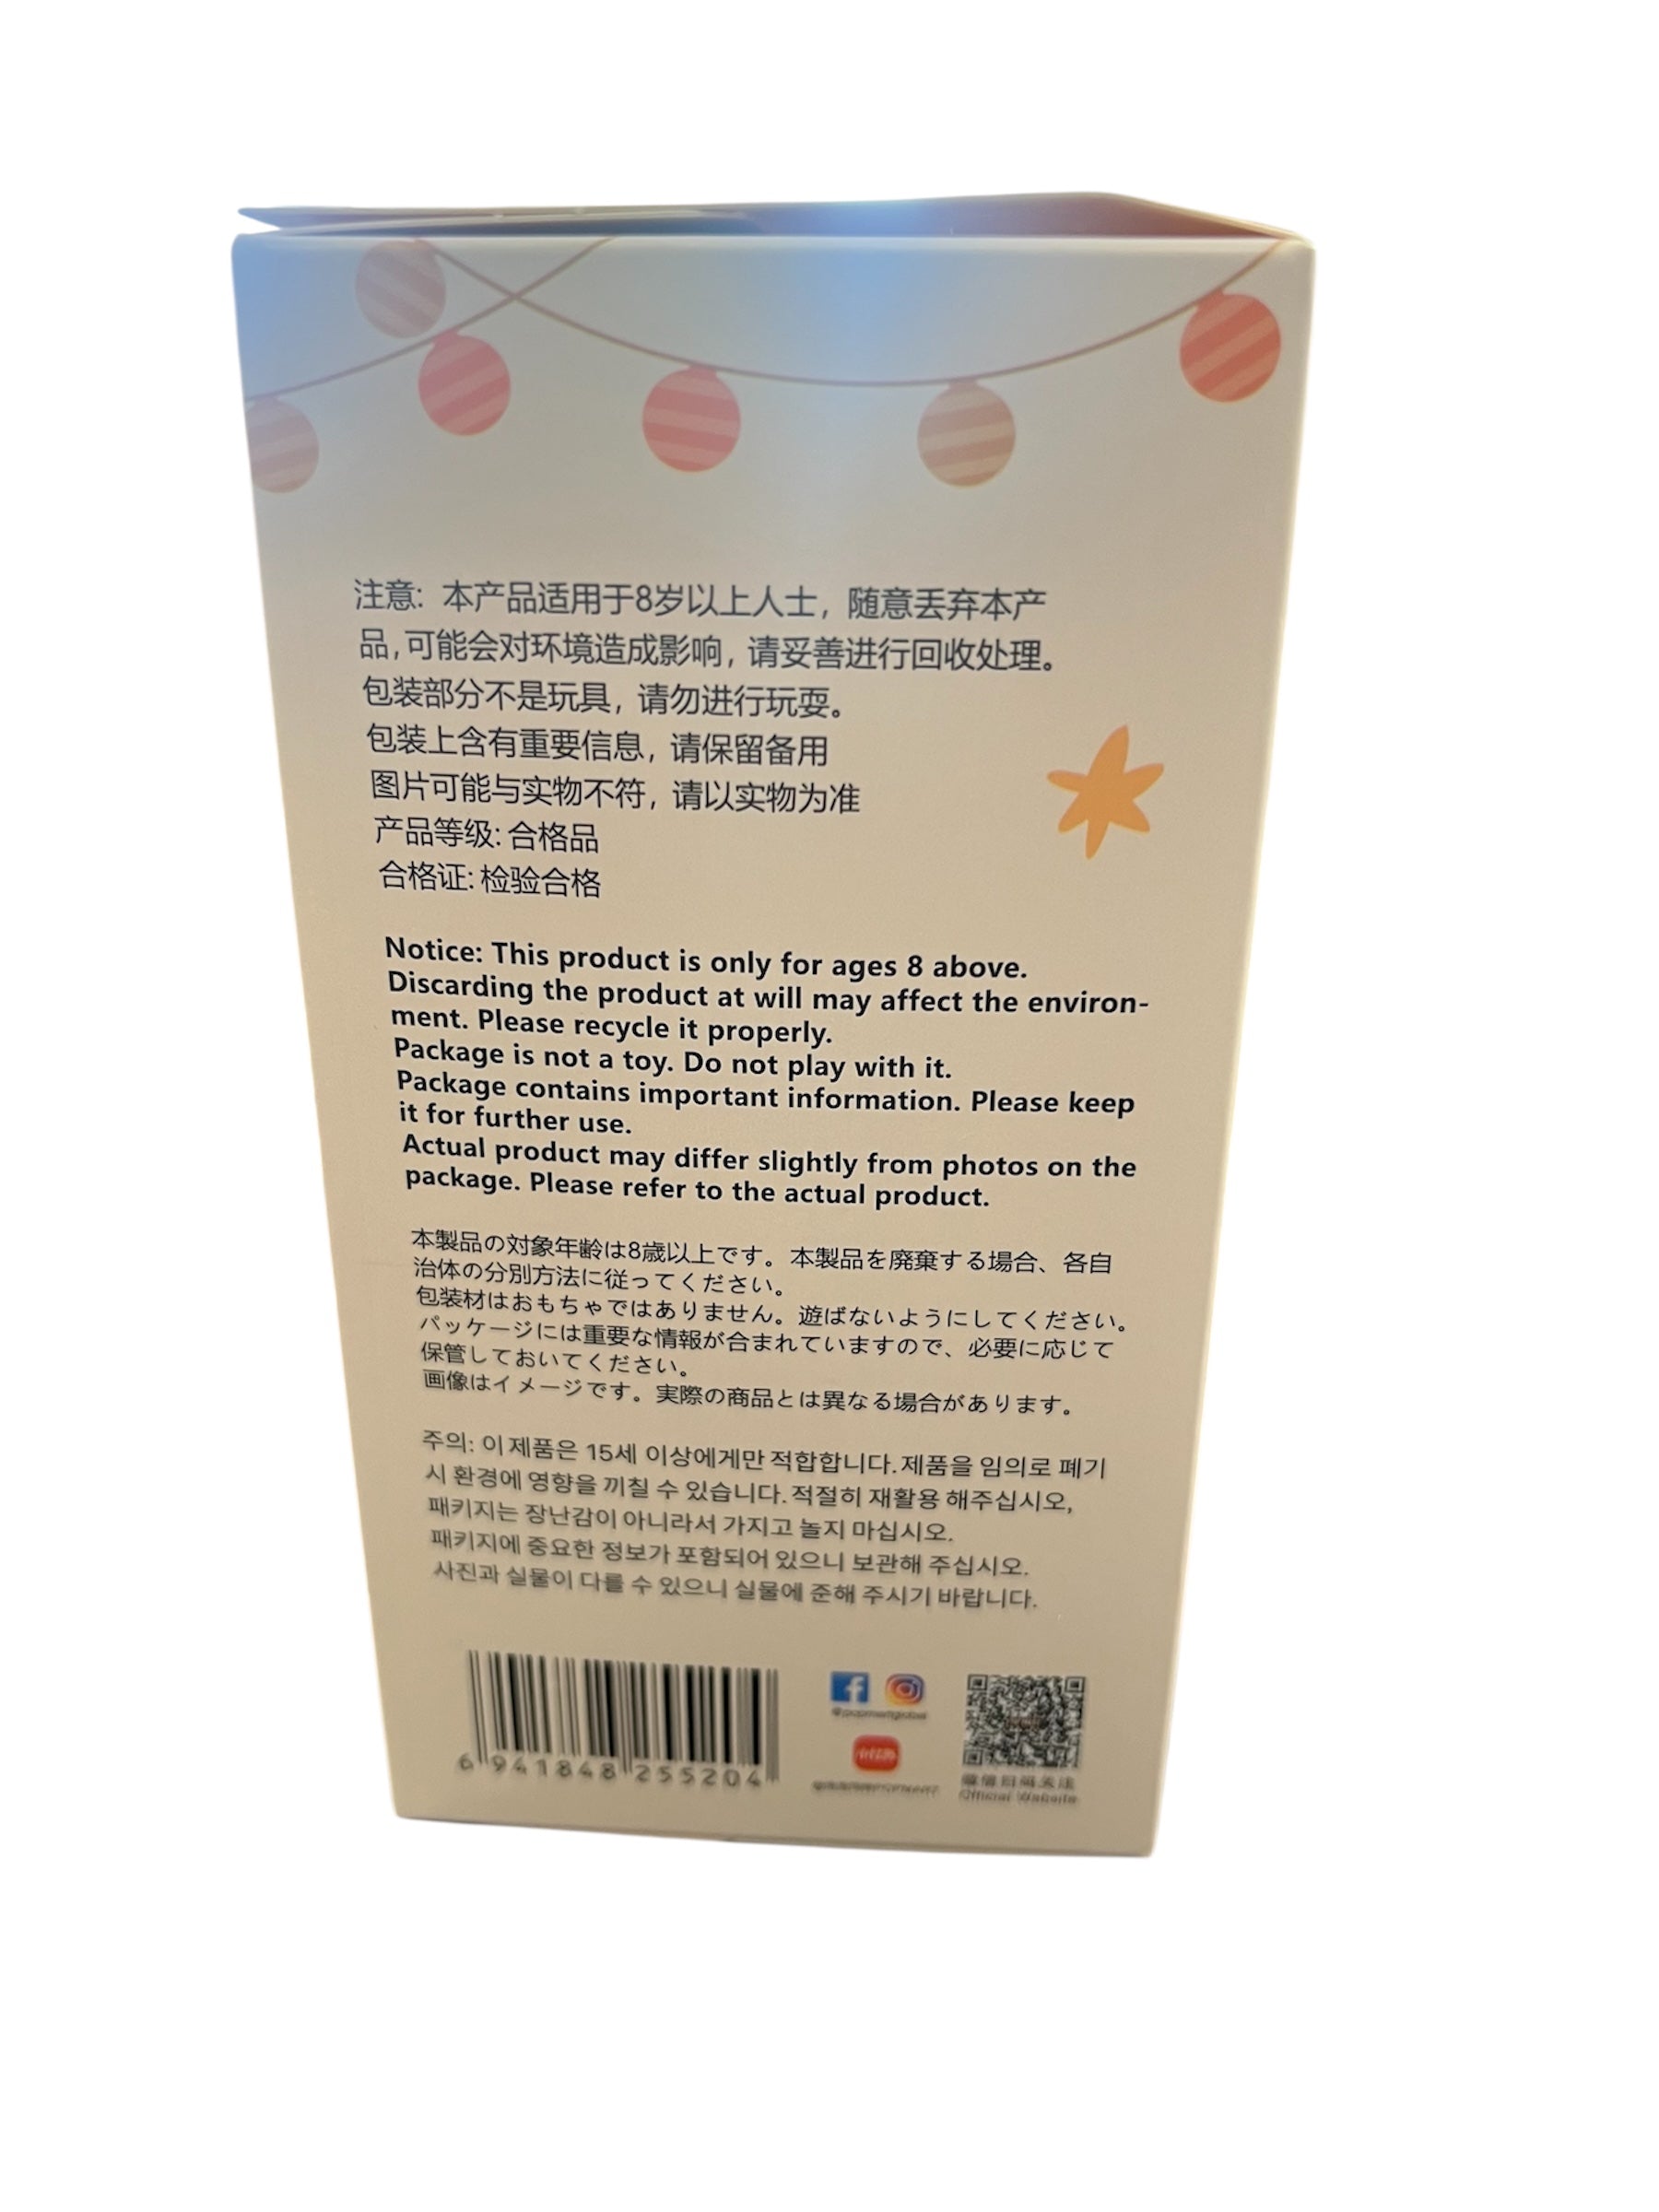 注意: 本产品适用于8岁以上人士, 随意丢弃本产
品,可能会对环境造成影响, 请妥善进行回收处理。
包装部分不是玩具, 请勿进行玩耍。
包装上含有重要信息, 请保留备用
图片可能与实物不符, 请以实物为准
产品等级: 合格品
合格证: 检验合格
Notice: This product is only for ages 8 above.
Discarding the product at will may affect the environ-
ment. Please recycle it properly.
Package is not a toy. Do not play with it.
Package contains important information. Please keep
it for further use.
Actual product may differ slightly from photos on the
package. Please refer to the actual product.
本製品の対象年齢は8歳以上です。本製品を廃棄する場合、各自
治体の分別方法に従ってください。
包装材はおもちゃではありません。遊ばないようにしてください。
パッケージには重要な情報が含まれていますので、必要に応じて
保管しておいてください。
画像はイメージです。実際の商品とは異なる場合があります。
주의: 이 제품은 15세 이상에게만 적합합니다. 제품을 임의로 폐기
시 환경에 영향을 끼칠 수 있습니다. 적절히 재활용 해주십시오,
패키지는 장난감이 아니라서 가지고 놀지 마십시오.
패키지에 중요한 정보가 포함되어 있으니 보관해 주십시오.
사진과 실물이 다를 수 있으니 실물에 준해 주시기 바랍니다.
6 941848 255204
@popmartglobal
小红书
Official Website